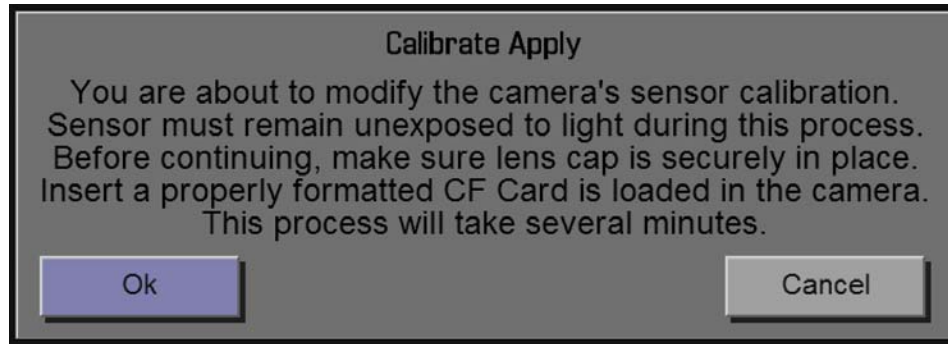 Calibrate Apply
You are about to modify the camera's sensor calibration.
Sensor must remain unexposed to light during this process.
Before continuing, make sure lens cap is securely in place.
Insert a properly formatted CF Card is loaded in the camera.
This process will take several minutes.
Ok
Cancel